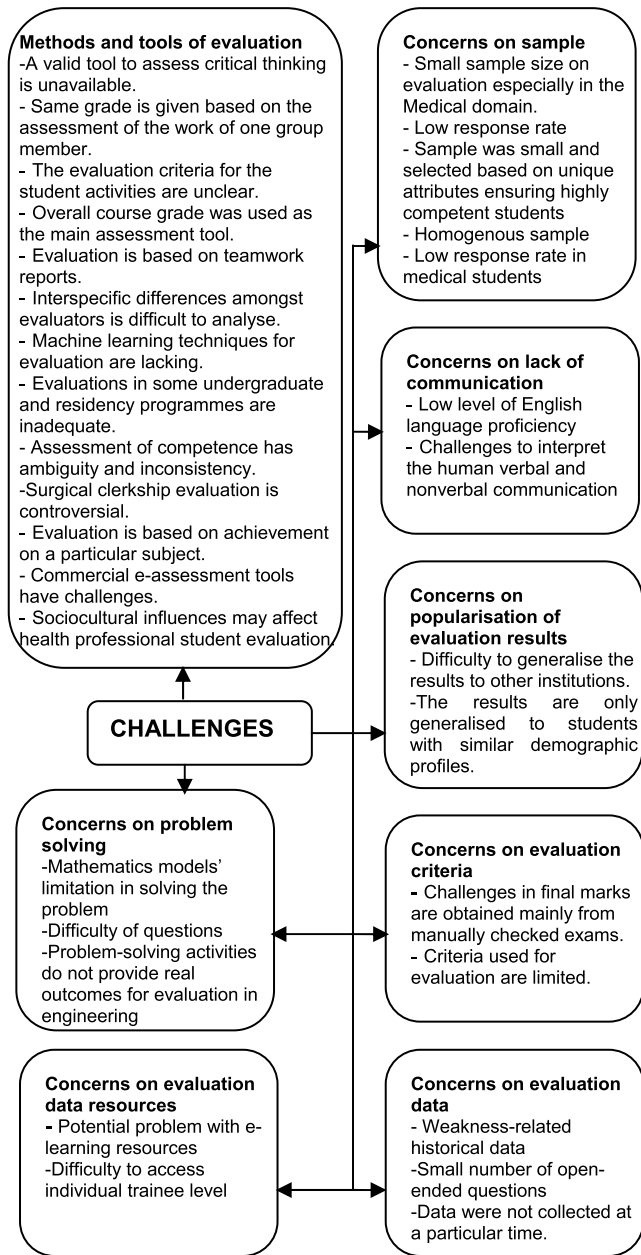 Methods and tools of evaluation
-A valid tool to assess critical thinking
is unavailable.
- Same grade is given based on the
assessment of the work of one group
member.
- The evaluation criteria for the
student activities are unclear.
- Overall course grade was used as
the main assessment tool.
- Evaluation is based on teamwork
reports.
- Interspecific differences amongst
evaluators is difficult to analyse.
- Machine learning techniques for
evaluation are lacking.
- Evaluations in some undergraduate
and residency programmes are
inadequate.
- Assessment of competence has
ambiguity and inconsistency.
-Surgical clerkship evaluation is
controversial.
- Evaluation is based on achievement
on a particular subject.
- Commercial e-assessment tools
have challenges.
- Sociocultural influences may affect
health professional student evaluation.
Concerns on sample
- Small sample size on
evaluation especially in the
Medical domain.
- Low response rate
- Sample was small and
selected based on unique
attributes ensuring highly
competent students
- Homogenous sample
- Low response rate in
medical students
Concerns on lack of
communication
- Low level of English
language proficiency
- Challenges to interpret
the human verbal and
nonverbal communication
Concerns on
popularisation of
evaluation results
- Difficulty to generalise the
results to other institutions.
-The results are only
generalised to students
with similar demographic
profiles.
CHALLENGES
Concerns on problem
solving
-Mathematics models’
limitation in solving the
problem
-Difficulty of questions
-Problem-solving activities
do not provide real
outcomes for evaluation in
engineering
Concerns on evaluation
criteria
- Challenges in final marks
are obtained mainly from
manually checked exams.
- Criteria used for
evaluation are limited.
Concerns on evaluation
data resources
- Potential problem with e-
learning resources
-Difficulty to access
individual trainee level
Concerns on evaluation
data
- Weakness-related
historical data
-Small number of open-
ended questions
-Data were not collected at
a particular time.